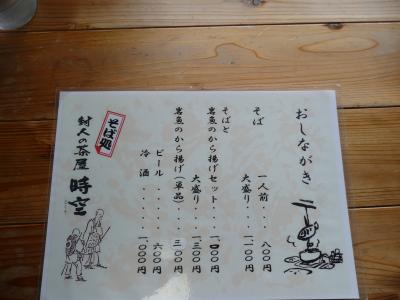 おしながき
そば
一人前・・八〇〇円
大盛り・・一一〇〇円
そばと
岩魚のから揚げセット・・一〇〇〇円
大盛り・・・一三〇〇円
岩魚のから揚げ(単品)・・・三〇〇円
ビール・・・・・六〇〇円
冷酒・・・・・一〇〇〇円
そば処
封人の茶屋
時空